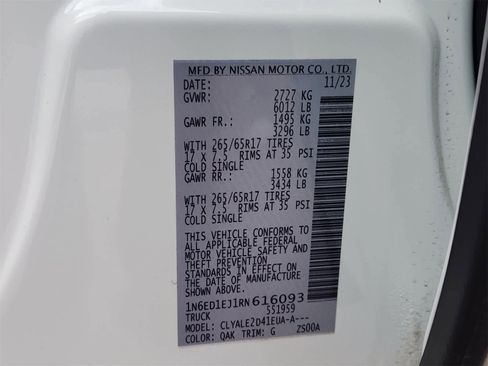 MFD BY NISSAN MOTOR CO., LTD.
DATE: 11/23
GVWR: 2727 KG
6012 LB
GAWR FR.: 1495 KG
3296 LB
WITH 265/65R17 TIRES
17 x 7.5 RIMS AT 35 PSI
COLD SINGLE
GAWR RR.: 1558 KG
3434 LB
WITH 265/65R17 TIRES
17 x 7.5 RIMS AT 35 PSI
COLD SINGLE
THIS VEHICLE CONFORMS TO
ALL APPLICABLE FEDERAL
MOTOR VEHICLE SAFETY AND
THEFT PREVENTION
STANDARDS IN EFFECT ON
THE DATE OF MANUFACTURE
SHOWN ABOVE.
1N6ED1EJ1RN616093
TRUCK 551959
MODEL: CLYALE2D41EUA-A---
COLOR: QAK TRIM: G ZS00A